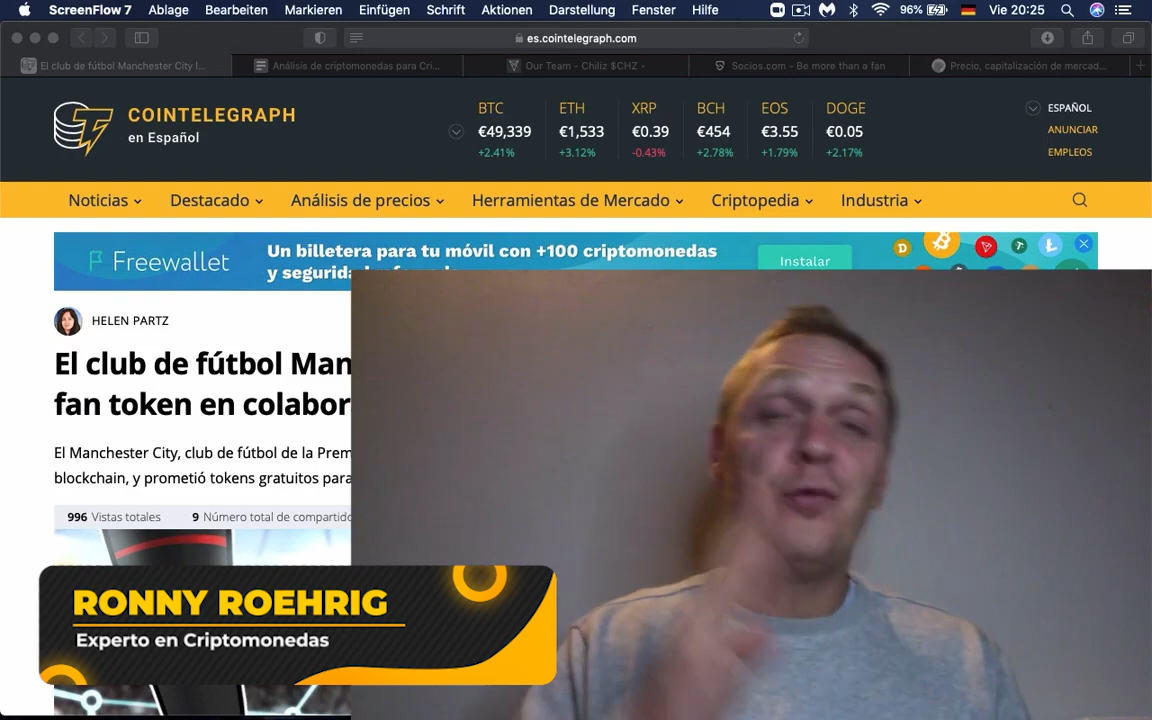 ScreenFlow 7 Ablage Bearbeiten Markieren Einfügen Schrift Aktionen Darstellung Fenster Hilfe 96% Vie 20:25
es.cointelegraph.com
El club de fútbol Manchester City l... Análisis de criptomonedas para Cri... Our Team - Chiliz $CHZ - Socios.com - Be more than a fan Precio, capitalización de mercad...
COINTELEGRAPH
en Español
BTC ETH XRP BCH EOS DOGE
€49,339 €1,533 €0.39 €454 €3.55 €0.05
+2.41% +3.12% -0.43% +2.78% +1.79% +2.17%
ESPAÑOL
ANUNCIAR
EMPLEOS
Noticias Destacado Análisis de precios Herramientas de Mercado Criptopedia Industria
Freewallet
Un billetera para tu móvil con +100 criptomonedas
y segurida
Instalar
HELEN PARTZ
El club de fútbol Man
fan token en colabor
El Manchester City, club de fútbol de la Prem
blockchain, y prometió tokens gratuitos para
996 Vistas totales 9 Número total de compartido
RONNY ROEHRIG
Experto en Criptomonedas